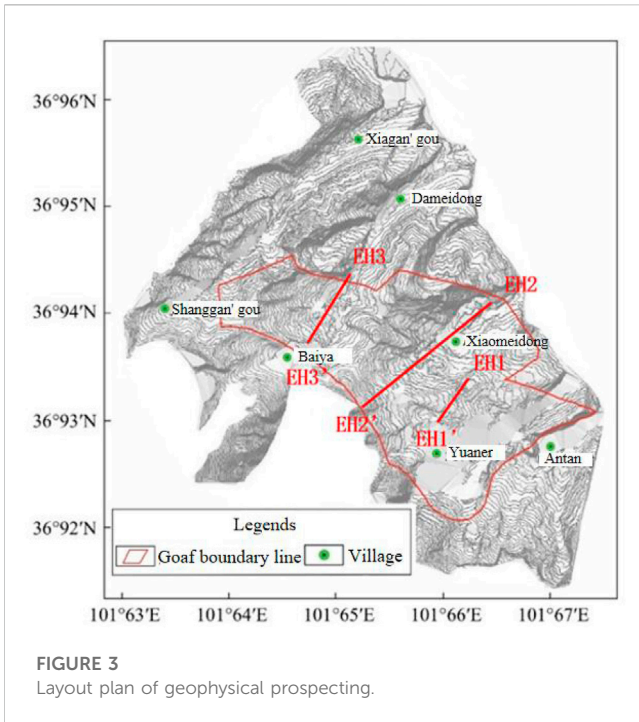 36°96′N
Xiagan' gou
36°95′N
Dameidong
EH3
EH2
36°94′N
Shanggan' gou
Xiaomeidong
Baiya
EH3'
EH1
EH2'
36°93′N
EH1'
Yuaner
Antan
36°92′N
Legends
Goaf boundary line
Village
101°63′E 101°64′E 101°65′E 101°66′E 101°67′E
FIGURE 3
Layout plan of geophysical prospecting.